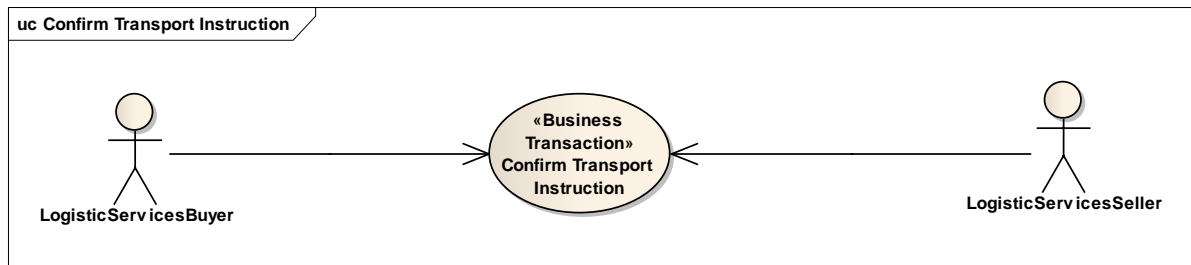 uc Confirm Transport Instruction
«Business
Transaction»
Confirm Transport
Instruction
LogisticServicesBuyer
LogisticServicesSeller